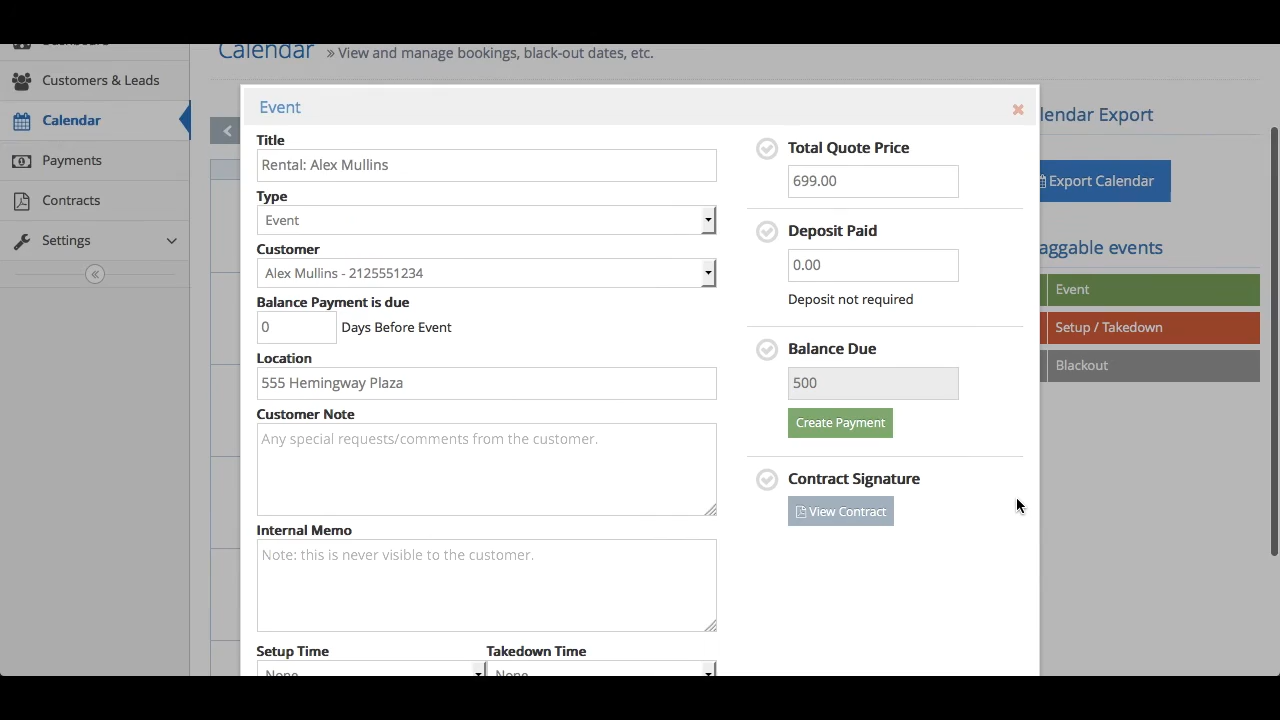 Calendar » View and manage bookings, black-out dates, etc.
Customers & Leads
Calendar
Payments
Contracts
Settings
Event
Title
Rental: Alex Mullins
Type
Event
Customer
Alex Mullins - 2125551234
Balance Payment is due
0 Days Before Event
Location
555 Hemingway Plaza
Customer Note
Any special requests/comments from the customer.
Internal Memo
Note: this is never visible to the customer.
Setup Time Takedown Time
None None
Total Quote Price
699.00
Deposit Paid
0.00
Deposit not required
Balance Due
500
Create Payment
Contract Signature
View Contract
lendar Export
Export Calendar
aggable events
Event
Setup / Takedown
Blackout